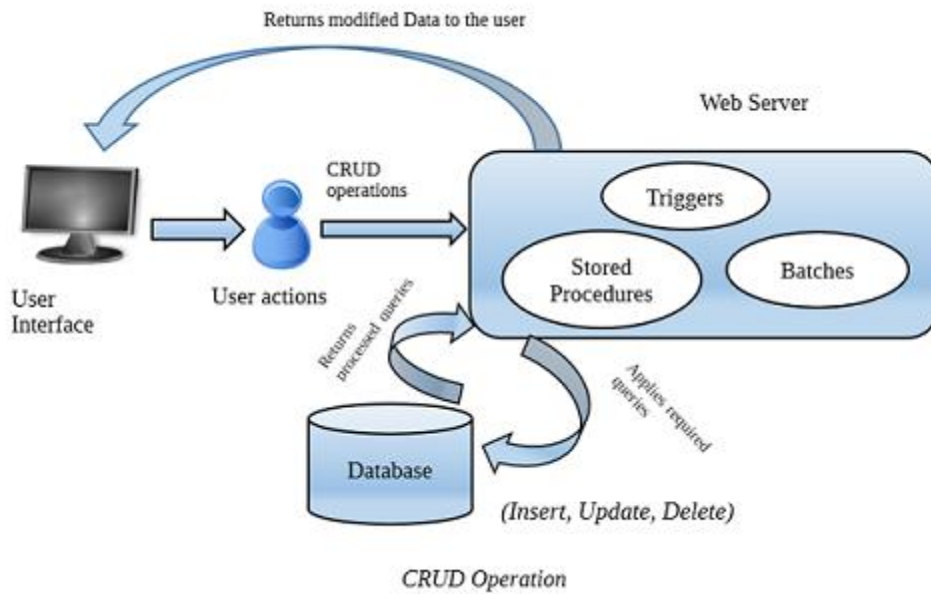 Returns modified Data to the user
Web Server
CRUD
operations
Triggers
Stored
Procedures
Batches
User
Interface
User actions
Returns
processed queries
Applies required
queries
Database
(Insert, Update, Delete)
CRUD Operation